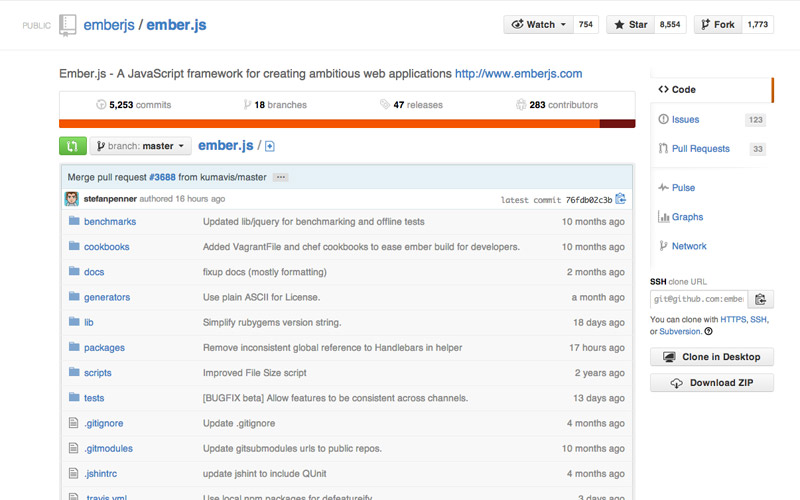 PUBLIC emberjs / ember.js Watch 754 Star 8,554 Fork 1,773
Ember.js - A JavaScript framework for creating ambitious web applications http://www.emberjs.com
5,253 commits 18 branches 47 releases 283 contributors
branch: master ember.js /
Merge pull request #3688 from kumavis/master ...
stefanpenner authored 16 hours ago latest commit 76fdb02c3b
benchmarks Updated lib/jquery for benchmarking and offline tests 10 months ago
cookbooks Added VagrantFile and chef cookbooks to ease ember build for developers. 10 months ago
docs fixup docs (mostly formatting) 2 months ago
generators Use plain ASCII for License. a month ago
lib Simplify rubygems version string. 18 days ago
packages Remove inconsistent global reference to Handlebars in helper 17 hours ago
scripts Improved File Size script 2 years ago
tests [BUGFIX beta] Allow features to be consistent across channels. 13 days ago
.gitignore Update .gitignore 4 months ago
.gitmodules Update gitsubmodules urls to public repos. 10 months ago
.jshintrc update jshint to include QUnit 4 months ago
.travis.yml Use local npm packages for defeatureify 3 days ago
Code
Issues 123
Pull Requests 33
Pulse
Graphs
Network
SSH clone URL
git@github.com:ember
You can clone with HTTPS, SSH,
or Subversion.
Clone in Desktop
Download ZIP